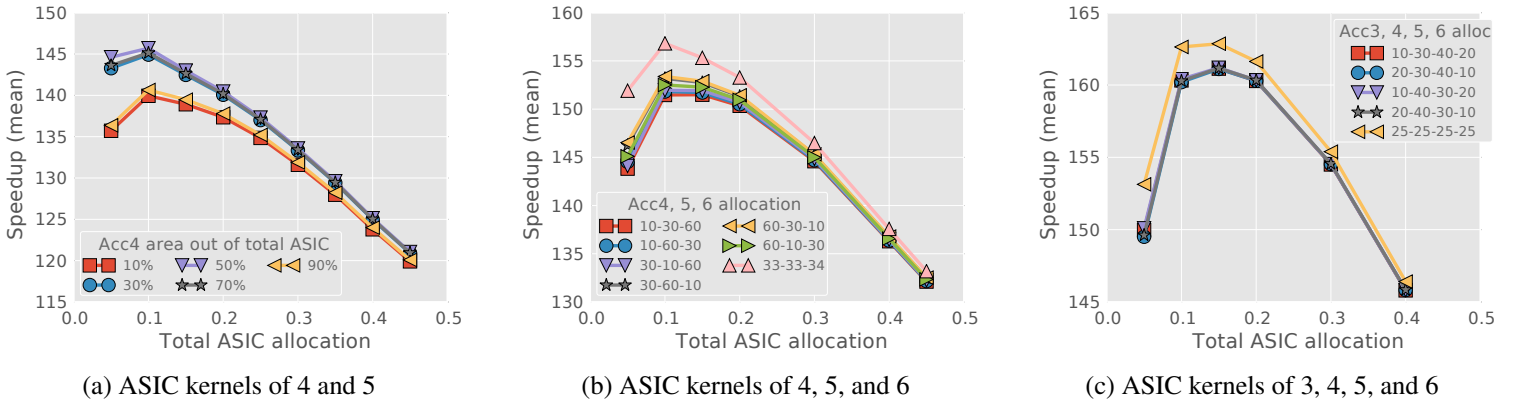 150
145
140
135
130
125
120
115
Speedup (mean)
Acc4 area out of total ASIC
10% 50% 90%
30% 70%
0.0 0.1 0.2 0.3 0.4 0.5
Total ASIC allocation
(a) ASIC kernels of 4 and 5
160
155
150
145
140
135
130
Speedup (mean)
Acc4, 5, 6 allocation
10-30-60 60-30-10
10-60-30 60-10-30
30-10-60 33-33-34
30-60-10
0.0 0.1 0.2 0.3 0.4 0.5
Total ASIC allocation
(b) ASIC kernels of 4, 5, and 6
165
160
155
150
145
Speedup (mean)
Acc3, 4, 5, 6 alloc
10-30-40-20
20-30-40-10
10-40-30-20
20-40-30-10
25-25-25-25
0.0 0.1 0.2 0.3 0.4 0.5
Total ASIC allocation
(c) ASIC kernels of 3, 4, 5, and 6